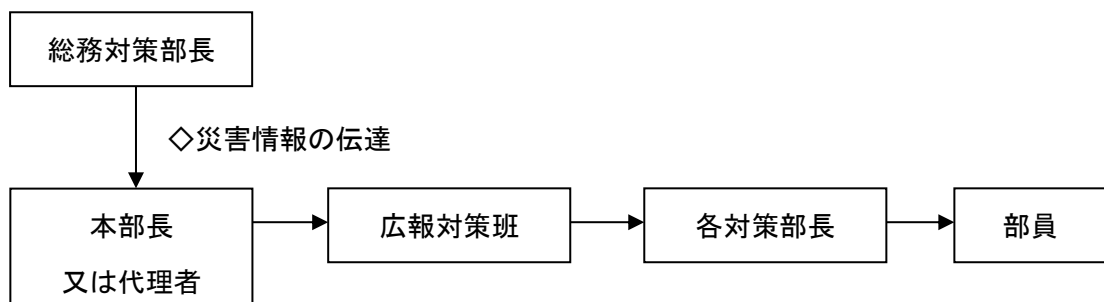 総務対策部長
◇災害情報の伝達
本部長
又は代理者
広報対策班
各対策部長
部員